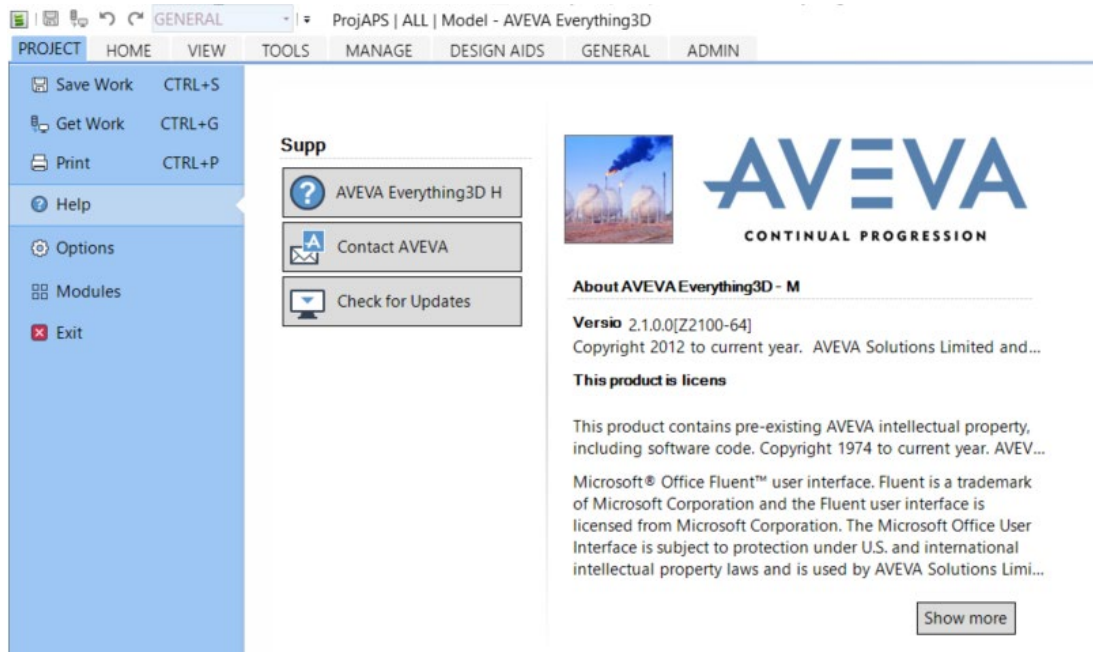 GENERAL
ProjAPS | ALL | Model - AVEVA Everything3D
PROJECT HOME VIEW TOOLS MANAGE DESIGN AIDS GENERAL ADMIN
Save Work CTRL+S
Get Work CTRL+G
Print CTRL+P
Help
Options
Modules
Exit
Supp
AVEVA Everything3D H
Contact AVEVA
Check for Updates
AVEVA
CONTINUAL PROGRESSION
About AVEVA Everything3D - M
Versio 2.1.0.0[Z2100-64]
Copyright 2012 to current year. AVEVA Solutions Limited and...
This product is licens
This product contains pre-existing AVEVA intellectual property,
including software code. Copyright 1974 to current year. AVEV...
Microsoft® Office Fluent™ user interface. Fluent is a trademark
of Microsoft Corporation and the Fluent user interface is
licensed from Microsoft Corporation. The Microsoft Office User
Interface is subject to protection under U.S. and international
intellectual property laws and is used by AVEVA Solutions Limi...
Show more